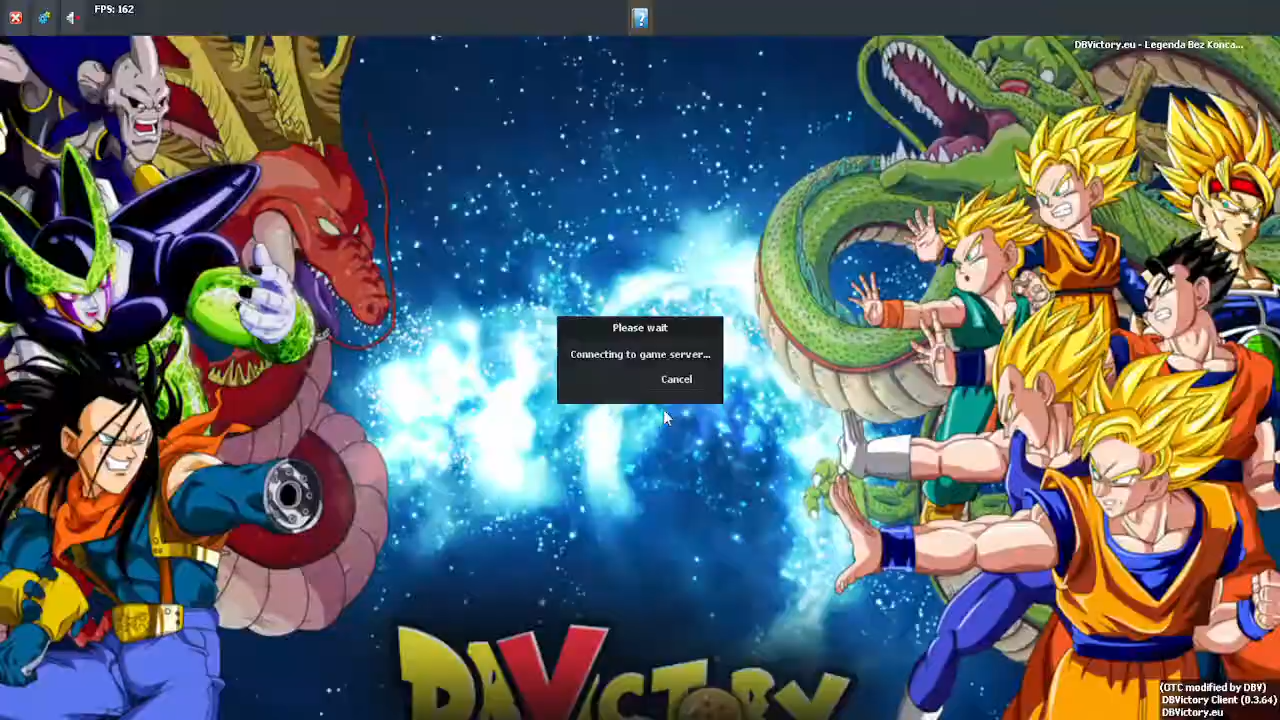 FPS: 162
DBVictory.eu - Legenda Bez Konca...
Please wait
Connecting to game server...
Cancel
(OTC modified by DBV)
DBVictory Client (0.3.64)
DBVictory.eu